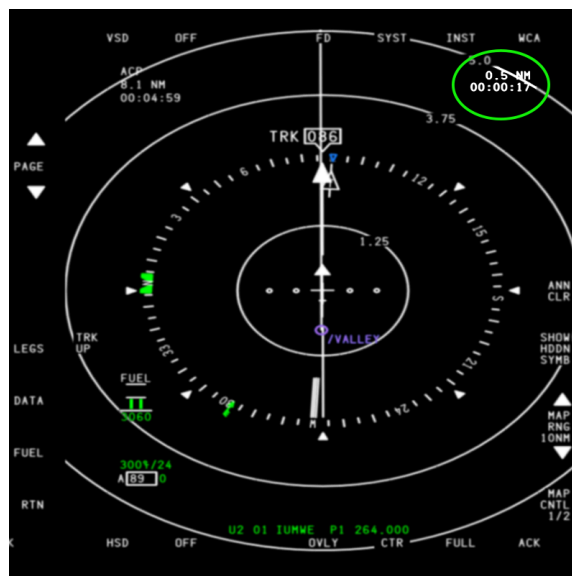 VSD OFF FD SYST INST WCA
5.0
ACP
8.1 NM
00:04:59
0.5 NM
00:00:17
3.75
TRK 086
PAGE
6
12
3
15
1.25
ANN
CLR
S
/VALLEY
LEGS
TRK
UP
33
21
SHOW
HDDN
SYMB
FUEL
DATA
3060
30
24
W
MAP
RNG
10NM
FUEL
300°/24
A 89 0
RTN
MAP
CNTL
1/2
U2 01 IUMWE P1 264.000
K HSD OFF OVLY CTR FULL ACK